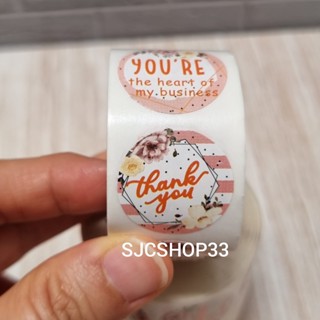 YOU'RE
the heart of
my business
thank
you
SJCSHOP33